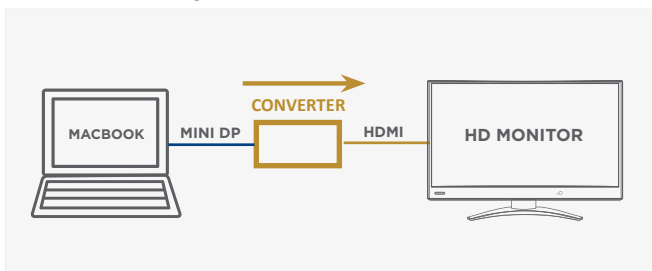 CONVERTER
MACBOOK
MINI DP
HDMI
HD MONITOR